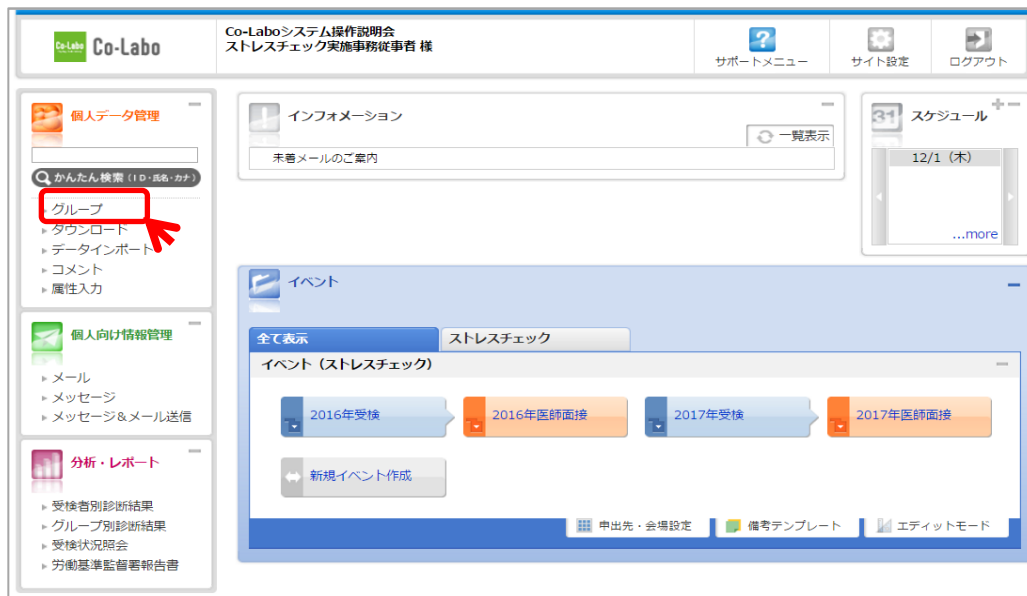 Co-Labo Co-Labo
Co-Laboシステム操作説明会
ストレスチェック実施事務従事者 様
サポートメニュー
サイト設定
ログアウト
個人データ管理
かんたん検索(ID・氏名・カナ)
グループ
ダウンロード
データインポート
コメント
属性入力
個人向け情報管理
メール
メッセージ
メッセージ&メール送信
分析・レポート
受検者別診断結果
グループ別診断結果
受検状況照会
労働基準監督署報告書
インフォメーション
一覧表示
未着メールのご案内
31 スケジュール
12/1 (木)
...more
イベント
全て表示 ストレスチェック
イベント (ストレスチェック)
2016年受検 2016年医師面接 2017年受検 2017年医師面接
新規イベント作成
申出先・会場設定 備考テンプレート エディットモード